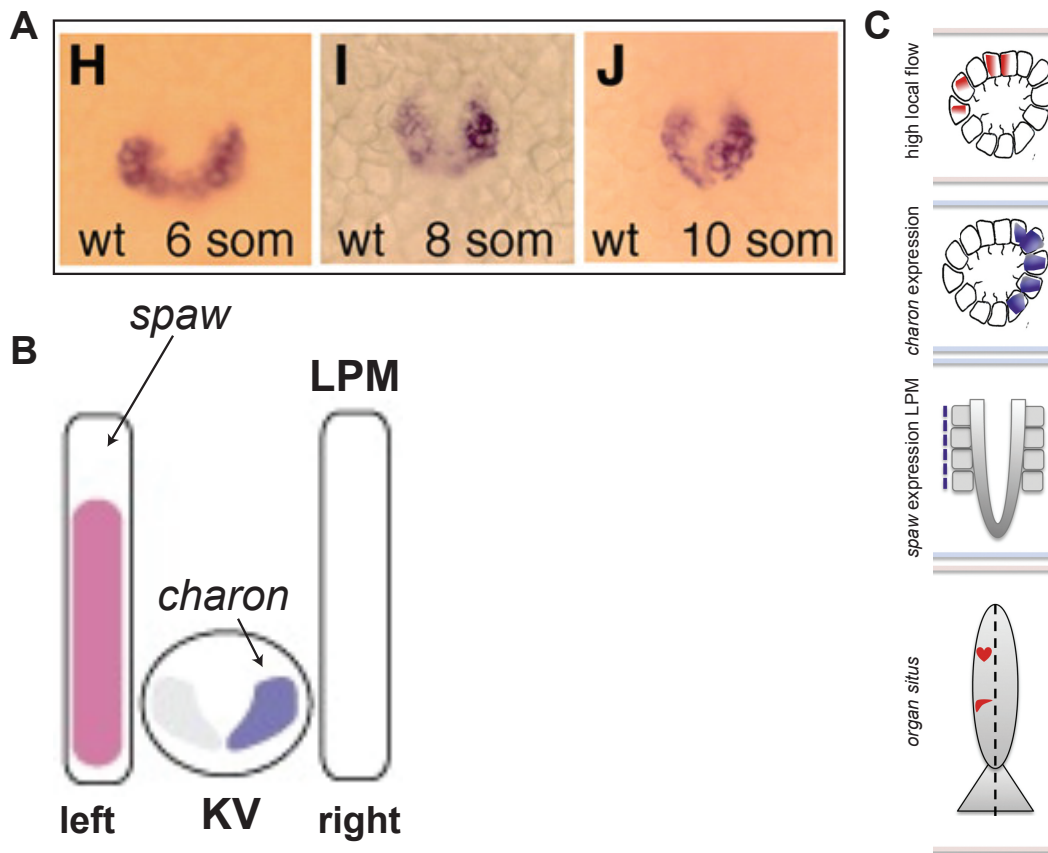 A
H
I
J
wt 6 som
wt 8 som
wt 10 som
B
spaw
LPM
charon
left
KV
right
C
high local flow
charon expression
spaw expression LPM
organ situs